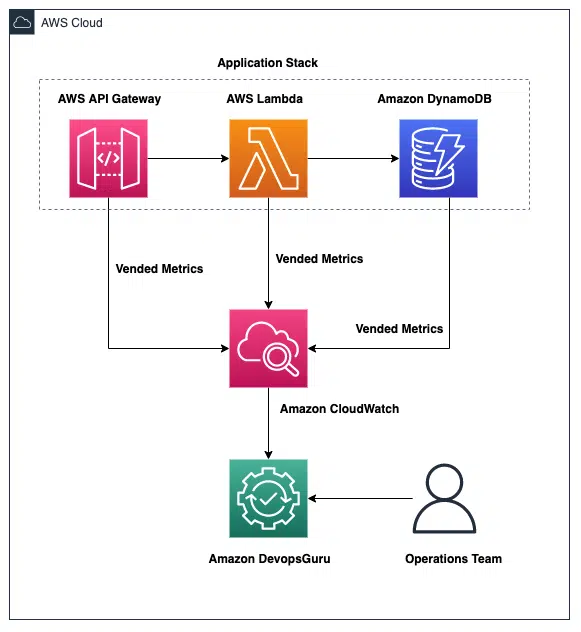 AWS Cloud
Application Stack
AWS API Gateway
AWS Lambda
Amazon DynamoDB
</>
Vended Metrics
Vended Metrics
Vended Metrics
Amazon CloudWatch
Amazon DevopsGuru
Operations Team